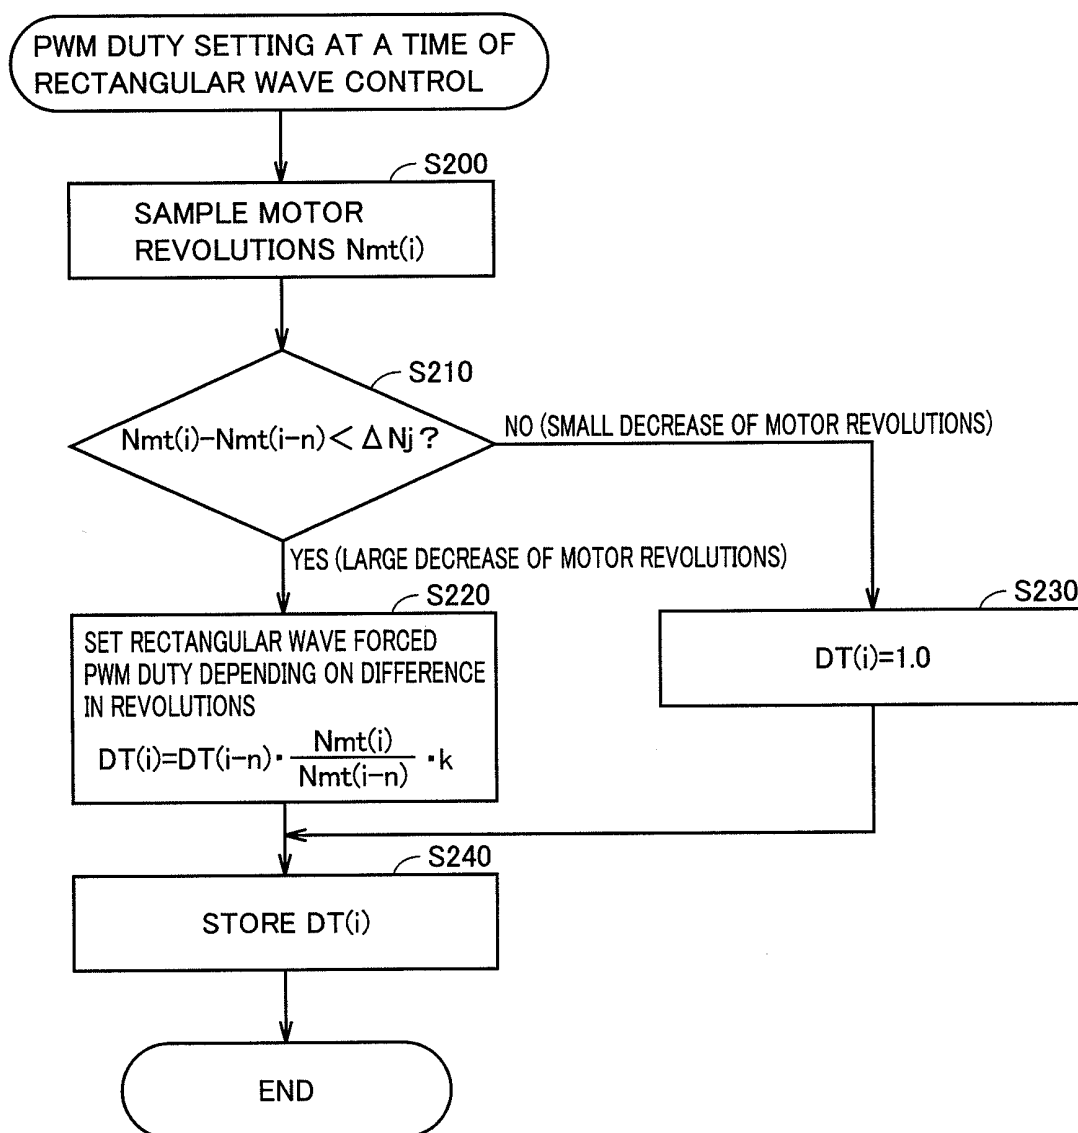 PWM DUTY SETTING AT A TIME OF
RECTANGULAR WAVE CONTROL
S200
SAMPLE MOTOR
REVOLUTIONS Nmt(i)
S210
Nmt(i)-Nmt(i-n) < Δ Nj ?
NO (SMALL DECREASE OF MOTOR REVOLUTIONS)
YES (LARGE DECREASE OF MOTOR REVOLUTIONS)
S220
SET RECTANGULAR WAVE FORCED
PWM DUTY DEPENDING ON DIFFERENCE
IN REVOLUTIONS
DT(i)=DT(i-n)・Nmt(i)/Nmt(i-n)・k
S230
DT(i)=1.0
S240
STORE DT(i)
END